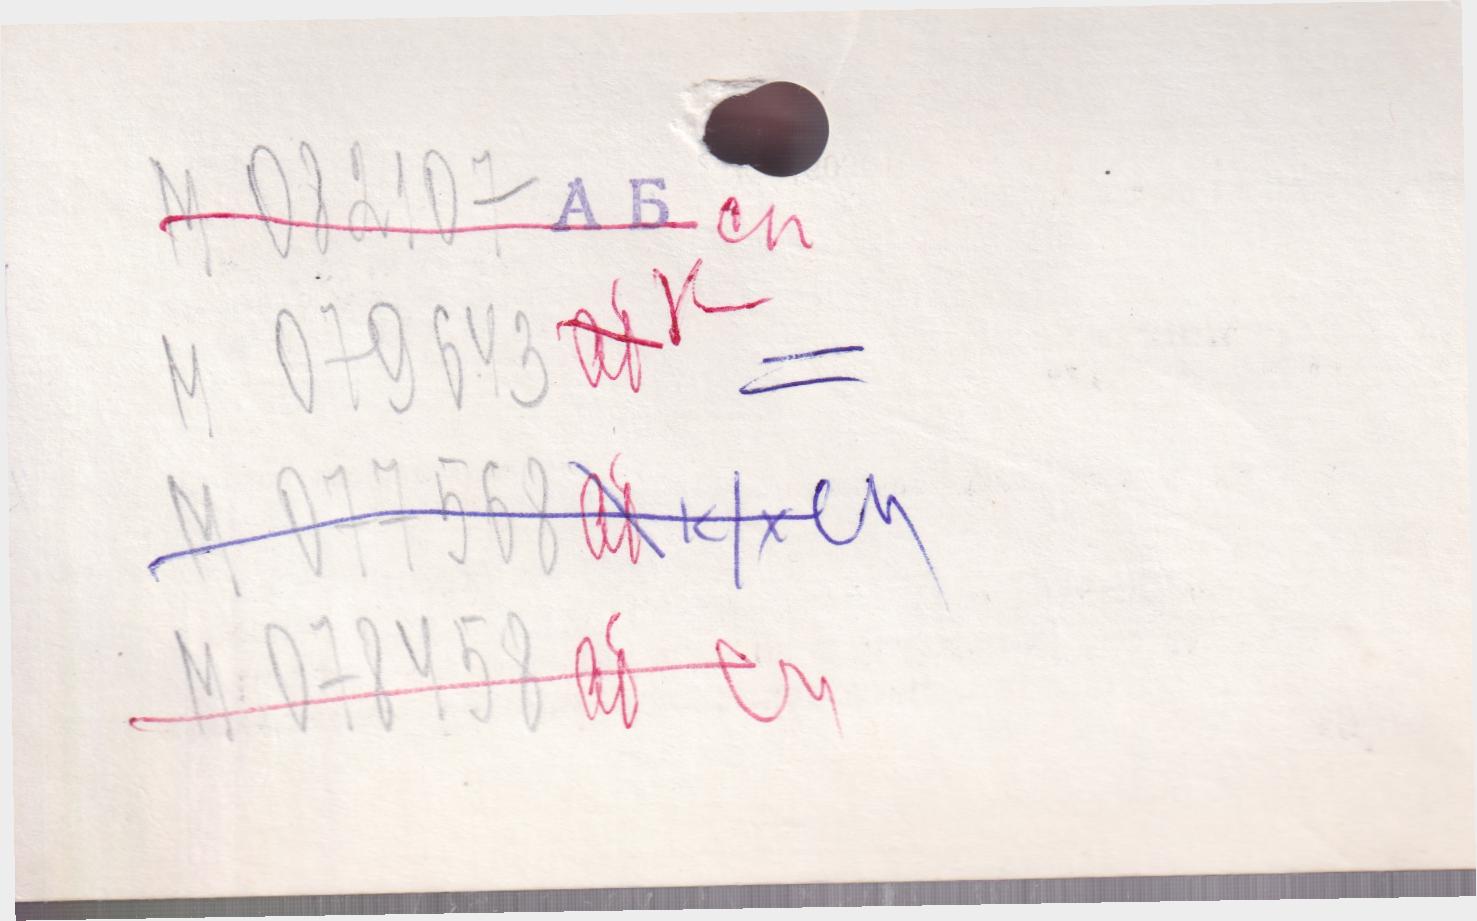 М 082107 АБ сп
М 079643 аб к
М 077568 аб к/х сп
М 078458 аб сп